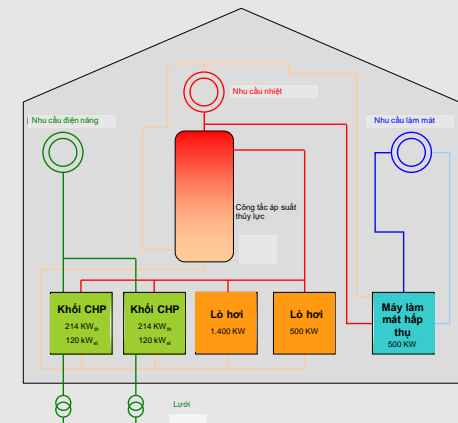 Nhu cầu nhiệt
| Nhu cầu điện năng
Nhu cầu làm mát
Công tắc áp suất
thủy lực
Khối CHP
214 KWth
120 kWel
Khối CHP
214 KWth
120 kWel
Lò hơi
1.400 KW
Lò hơi
500 KW
Máy làm
mát hấp
thụ
500 KW
Lưới